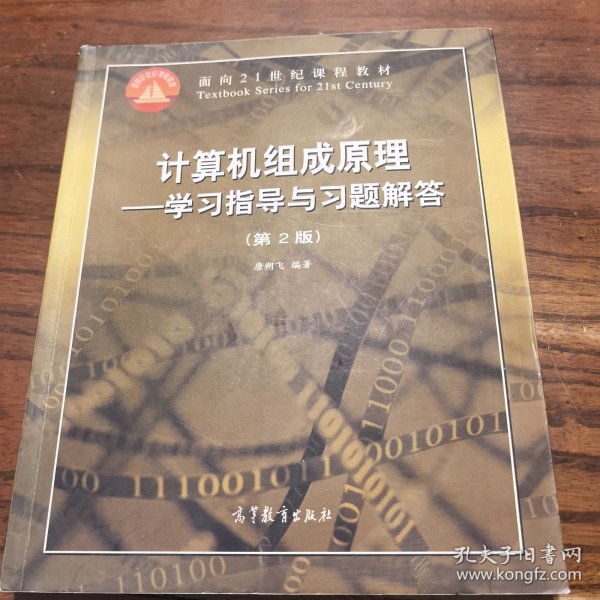 面向21世纪课程教材
Textbook Series for 21st Century
计算机组成原理
——学习指导与习题解答
(第2版)
唐朔飞 编著
高等教育出版社
孔夫子旧书网
www.kongfz.com